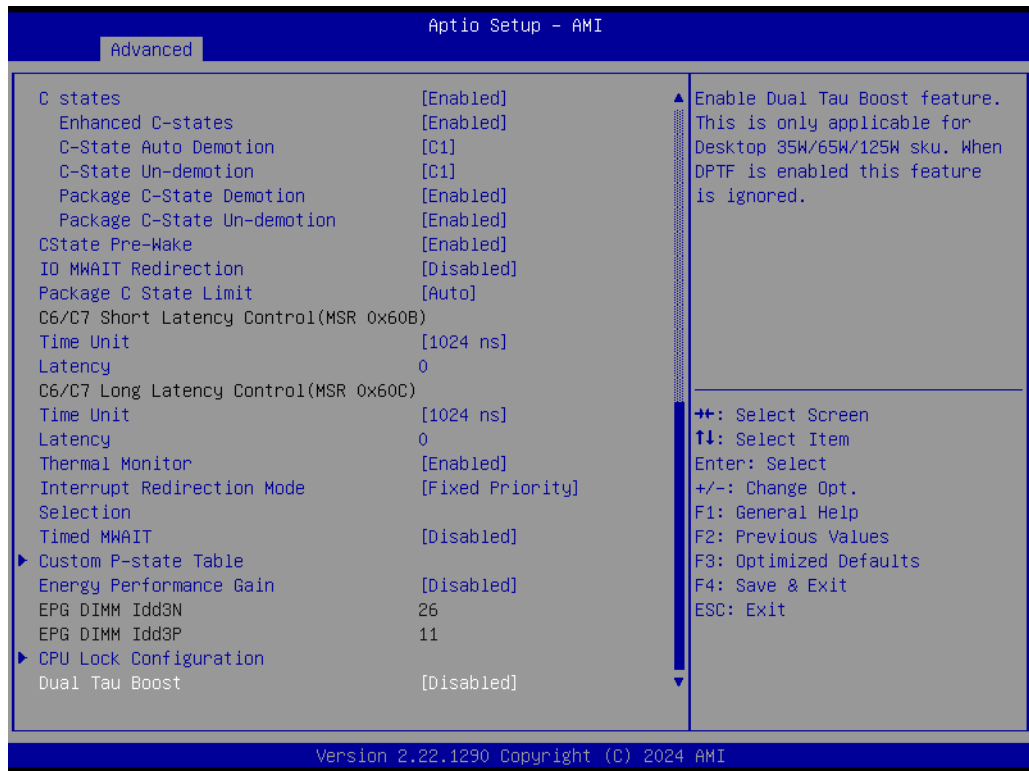 Aptio Setup – AMI
Advanced
C states [Enabled]
Enhanced C-states [Enabled]
C-State Auto Demotion [C1]
C-State Un-demotion [C1]
Package C-State Demotion [Enabled]
Package C-State Un-demotion [Enabled]
CState Pre-Wake [Enabled]
IO MWAIT Redirection [Disabled]
Package C State Limit [Auto]
C6/C7 Short Latency Control(MSR 0x60B)
Time Unit [1024 ns]
Latency 0
C6/C7 Long Latency Control(MSR 0x60C)
Time Unit [1024 ns]
Latency 0
Thermal Monitor [Enabled]
Interrupt Redirection Mode [Fixed Priority]
Selection
Timed MWAIT [Disabled]
Custom P-state Table
Energy Performance Gain [Disabled]
EPG DIMM Idd3N 26
EPG DIMM Idd3P 11
CPU Lock Configuration
Dual Tau Boost [Disabled]
Enable Dual Tau Boost feature.
This is only applicable for
Desktop 35W/65W/125W sku. When
DPTF is enabled this feature
is ignored.
→←: Select Screen
↑↓: Select Item
Enter: Select
+/-: Change Opt.
F1: General Help
F2: Previous Values
F3: Optimized Defaults
F4: Save & Exit
ESC: Exit
Version 2.22.1290 Copyright (C) 2024 AMI